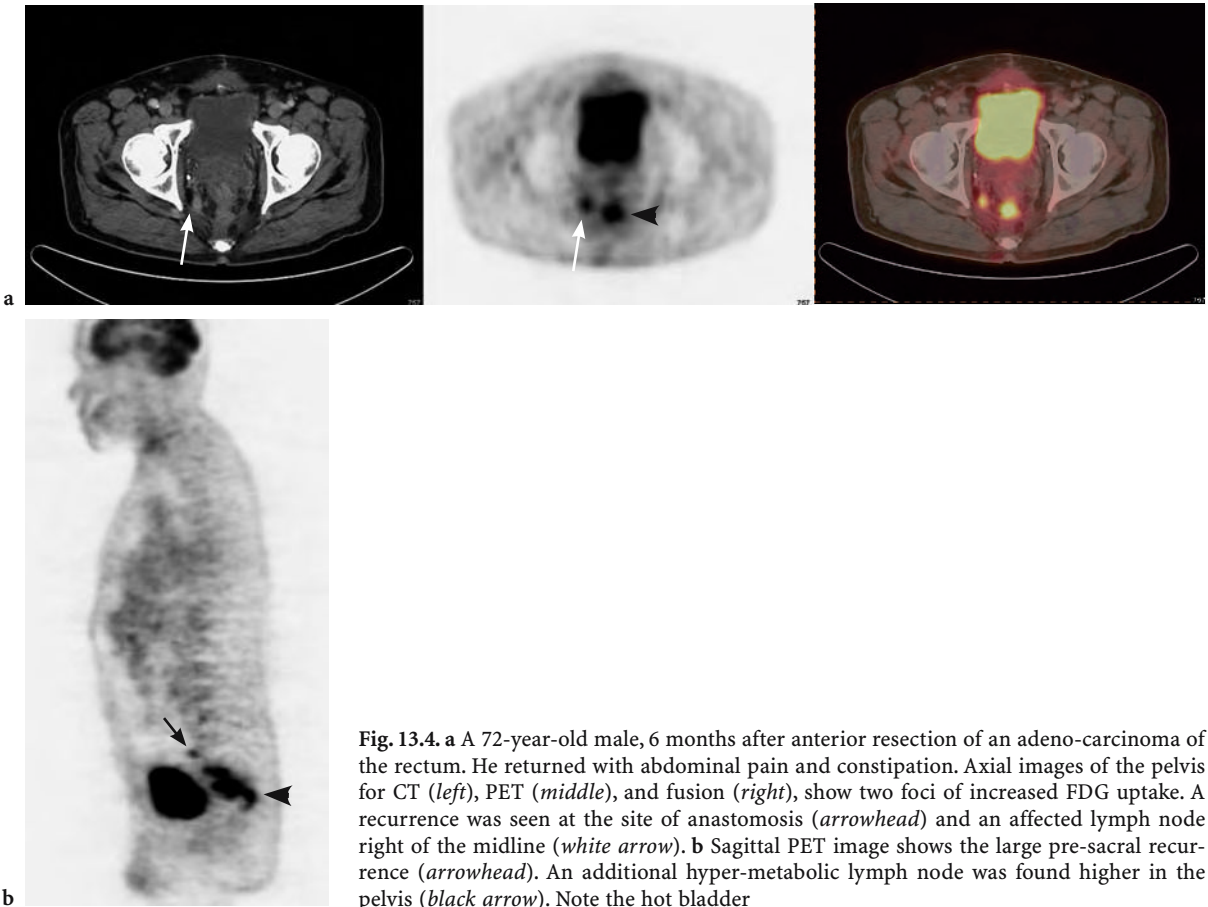 a
b
Fig. 13.4. a A 72-year-old male, 6 months after anterior resection of an adeno-carcinoma of
the rectum. He returned with abdominal pain and constipation. Axial images of the pelvis
for CT (left), PET (middle), and fusion (right), show two foci of increased FDG uptake. A
recurrence was seen at the site of anastomosis (arrowhead) and an affected lymph node
right of the midline (white arrow). b Sagittal PET image shows the large pre-sacral recur-
rence (arrowhead). An additional hyper-metabolic lymph node was found higher in the
pelvis (black arrow). Note the hot bladder